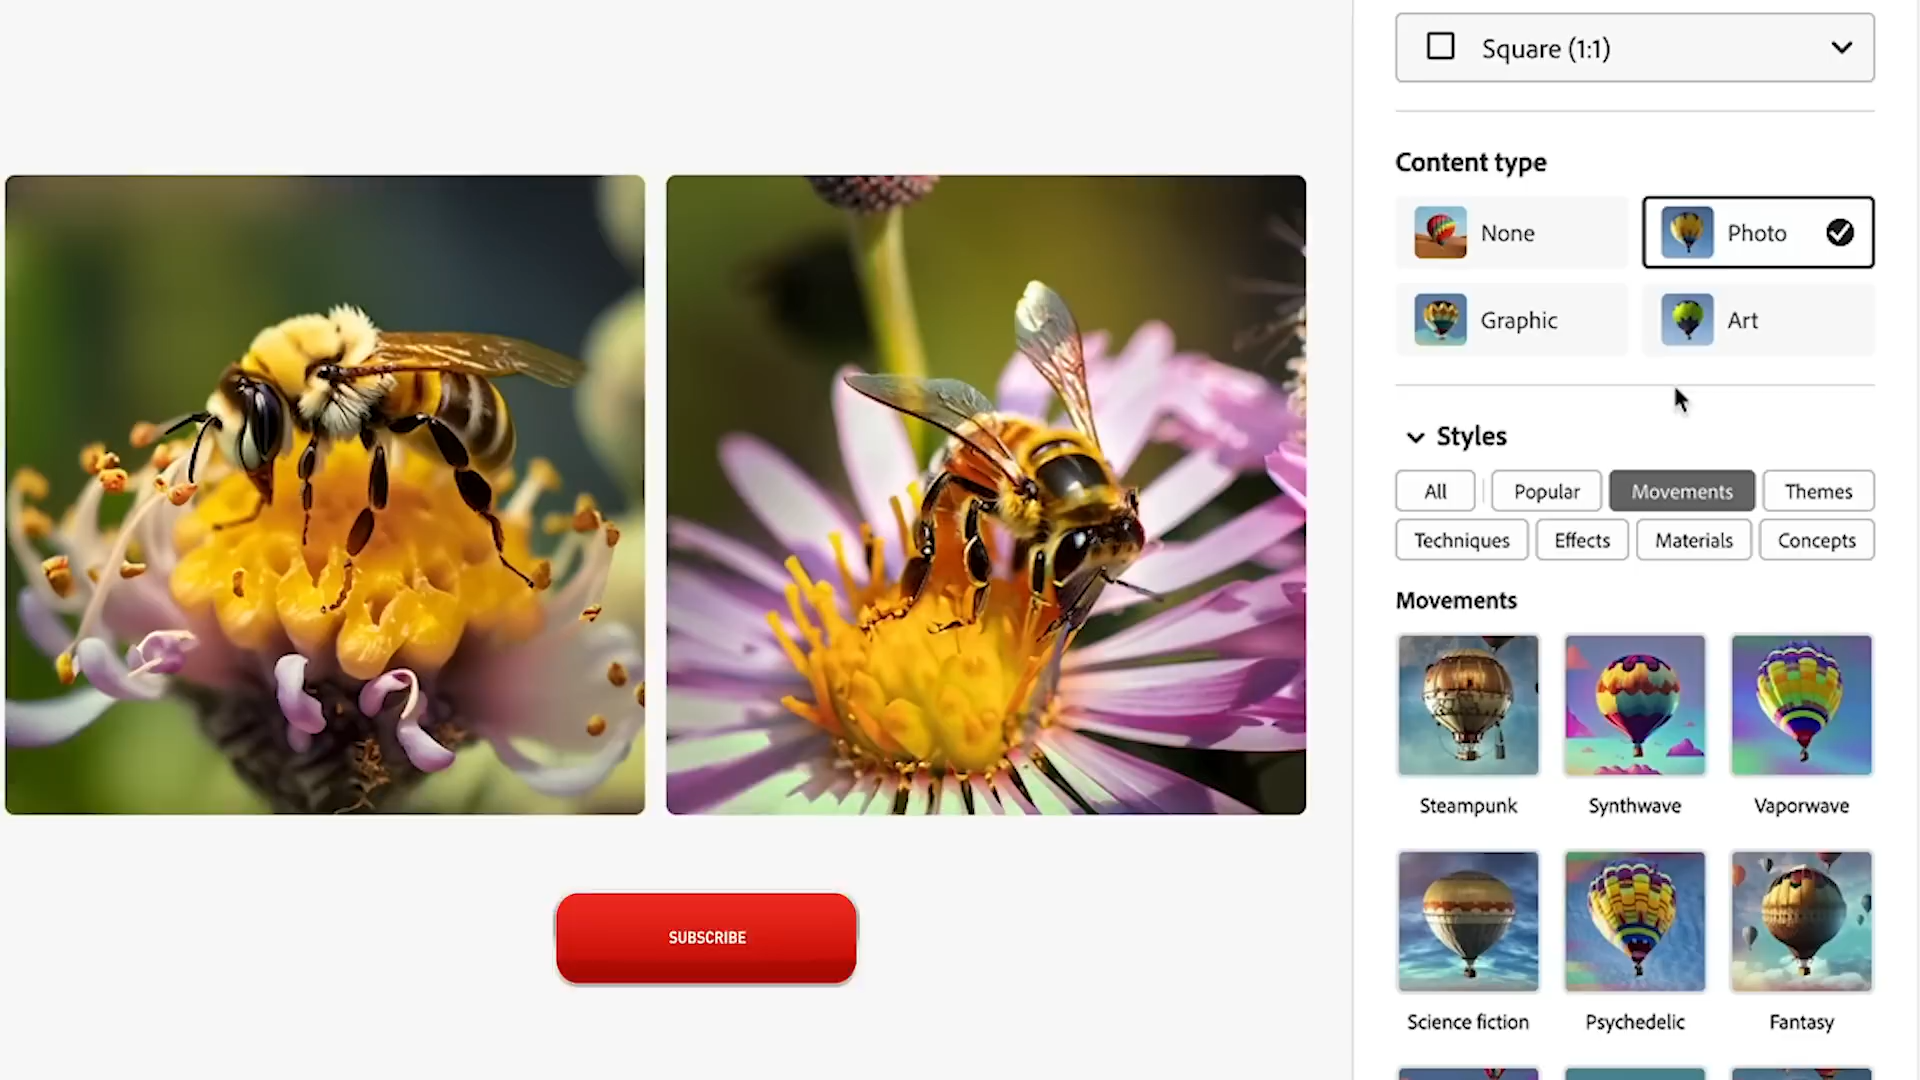 Square (1:1)
Content type
None
Photo
Graphic
Art
Styles
All
Popular
Movements
Themes
Techniques
Effects
Materials
Concepts
Movements
Steampunk
Synthwave
Vaporwave
Science fiction
Psychedelic
Fantasy
SUBSCRIBE